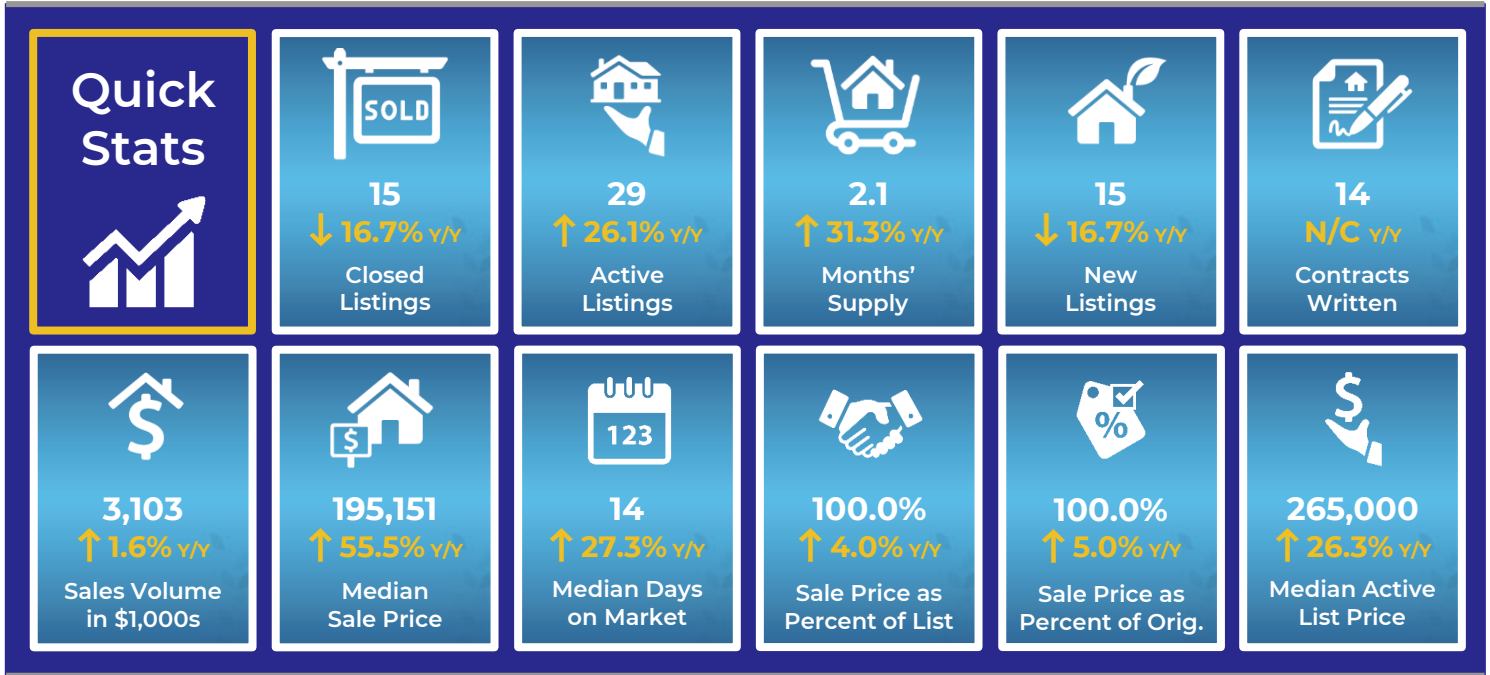 Quick
Stats
SOLD
15
↓ 16.7% Y/Y
Closed
Listings
29
↑ 26.1% Y/Y
Active
Listings
2.1
↑ 31.3% Y/Y
Months’
Supply
15
↓ 16.7% Y/Y
New
Listings
14
N/C Y/Y
Contracts
Written
$
3,103
↑ 1.6% Y/Y
Sales Volume
in $1,000s
$
195,151
↑ 55.5% Y/Y
Median
Sale Price
123
14
↑ 27.3% Y/Y
Median Days
on Market
100.0%
↑ 4.0% Y/Y
Sale Price as
Percent of List
%
100.0%
↑ 5.0% Y/Y
Sale Price as
Percent of Orig.
$
265,000
↑ 26.3% Y/Y
Median Active
List Price